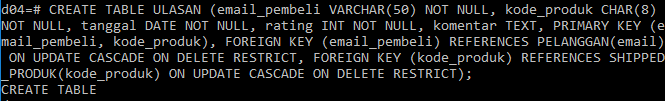 d04=# CREATE TABLE ULASAN (email_pembeli VARCHAR(50) NOT NULL, kode_produk CHAR(8)
NOT NULL, tanggal DATE NOT NULL, rating INT NOT NULL, komentar TEXT, PRIMARY KEY (e
mail_pembeli, kode_produk), FOREIGN KEY (email_pembeli) REFERENCES PELANGGAN(email)
 ON UPDATE CASCADE ON DELETE RESTRICT, FOREIGN KEY (kode_produk) REFERENCES SHIPPED
_PRODUK(kode_produk) ON UPDATE CASCADE ON DELETE RESTRICT);
CREATE TABLE